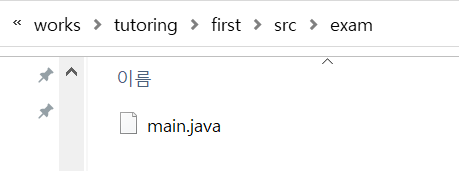 « works > tutoring > first > src > exam
이름
main.java